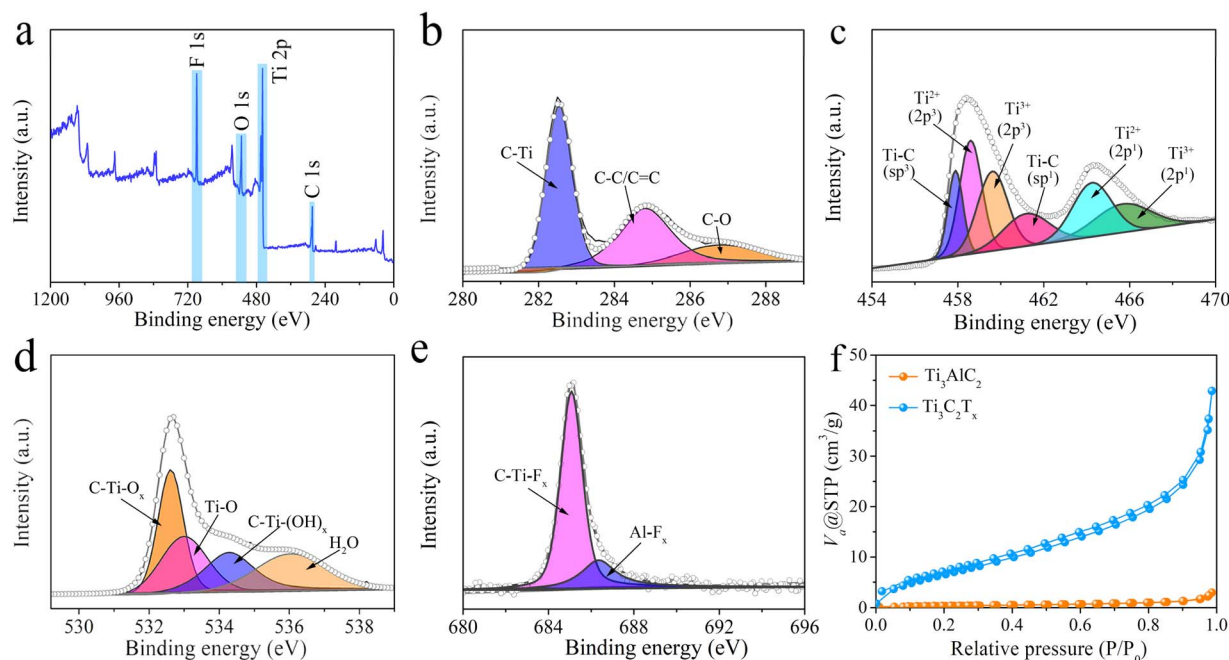 a
F 1s
O 1s
Ti 2p
C 1s
Intensity (a.u.)
1200 960 720 480 240 0
Binding energy (eV)
b
C-Ti
C-C/C=C
C-O
Intensity (a.u.)
280 282 284 286 288
Binding energy (eV)
c
Ti²⁺
(2p³)
Ti³⁺
(2p³)
Ti-C
(sp³)
Ti-C
(sp¹)
Ti²⁺
(2p¹)
Ti³⁺
(2p¹)
Intensity (a.u.)
454 458 462 466 470
Binding energy (eV)
d
C-Ti-Oₓ
Ti-O
C-Ti-(OH)ₓ
H₂O
Intensity (a.u.)
530 532 534 536 538
Binding energy (eV)
e
C-Ti-Fₓ
Al-Fₓ
Intensity (a.u.)
680 684 688 692 696
Binding energy (eV)
f
Ti₃AlC₂
Ti₃C₂Tₓ
Vₐ@STP (cm³/g)
50
40
30
20
10
0
0.0 0.2 0.4 0.6 0.8 1.0
Relative pressure (P/P₀)